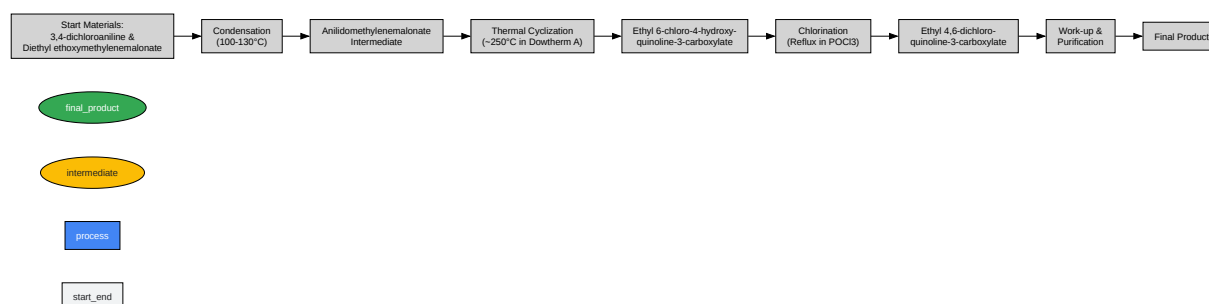 Start Materials:
3,4-dichloroaniline &
Diethyl ethoxymethylenemalonate
Condensation
(100-130°C)
Anilidomethylenemalonate
Intermediate
Thermal Cyclization
(~250°C in Dowtherm A)
Ethyl 6-chloro-4-hydroxy-
quinoline-3-carboxylate
Chlorination
(Reflux in POCl3)
Ethyl 4,6-dichloro-
quinoline-3-carboxylate
Work-up &
Purification
Final Product
final_product
intermediate
process
start_end